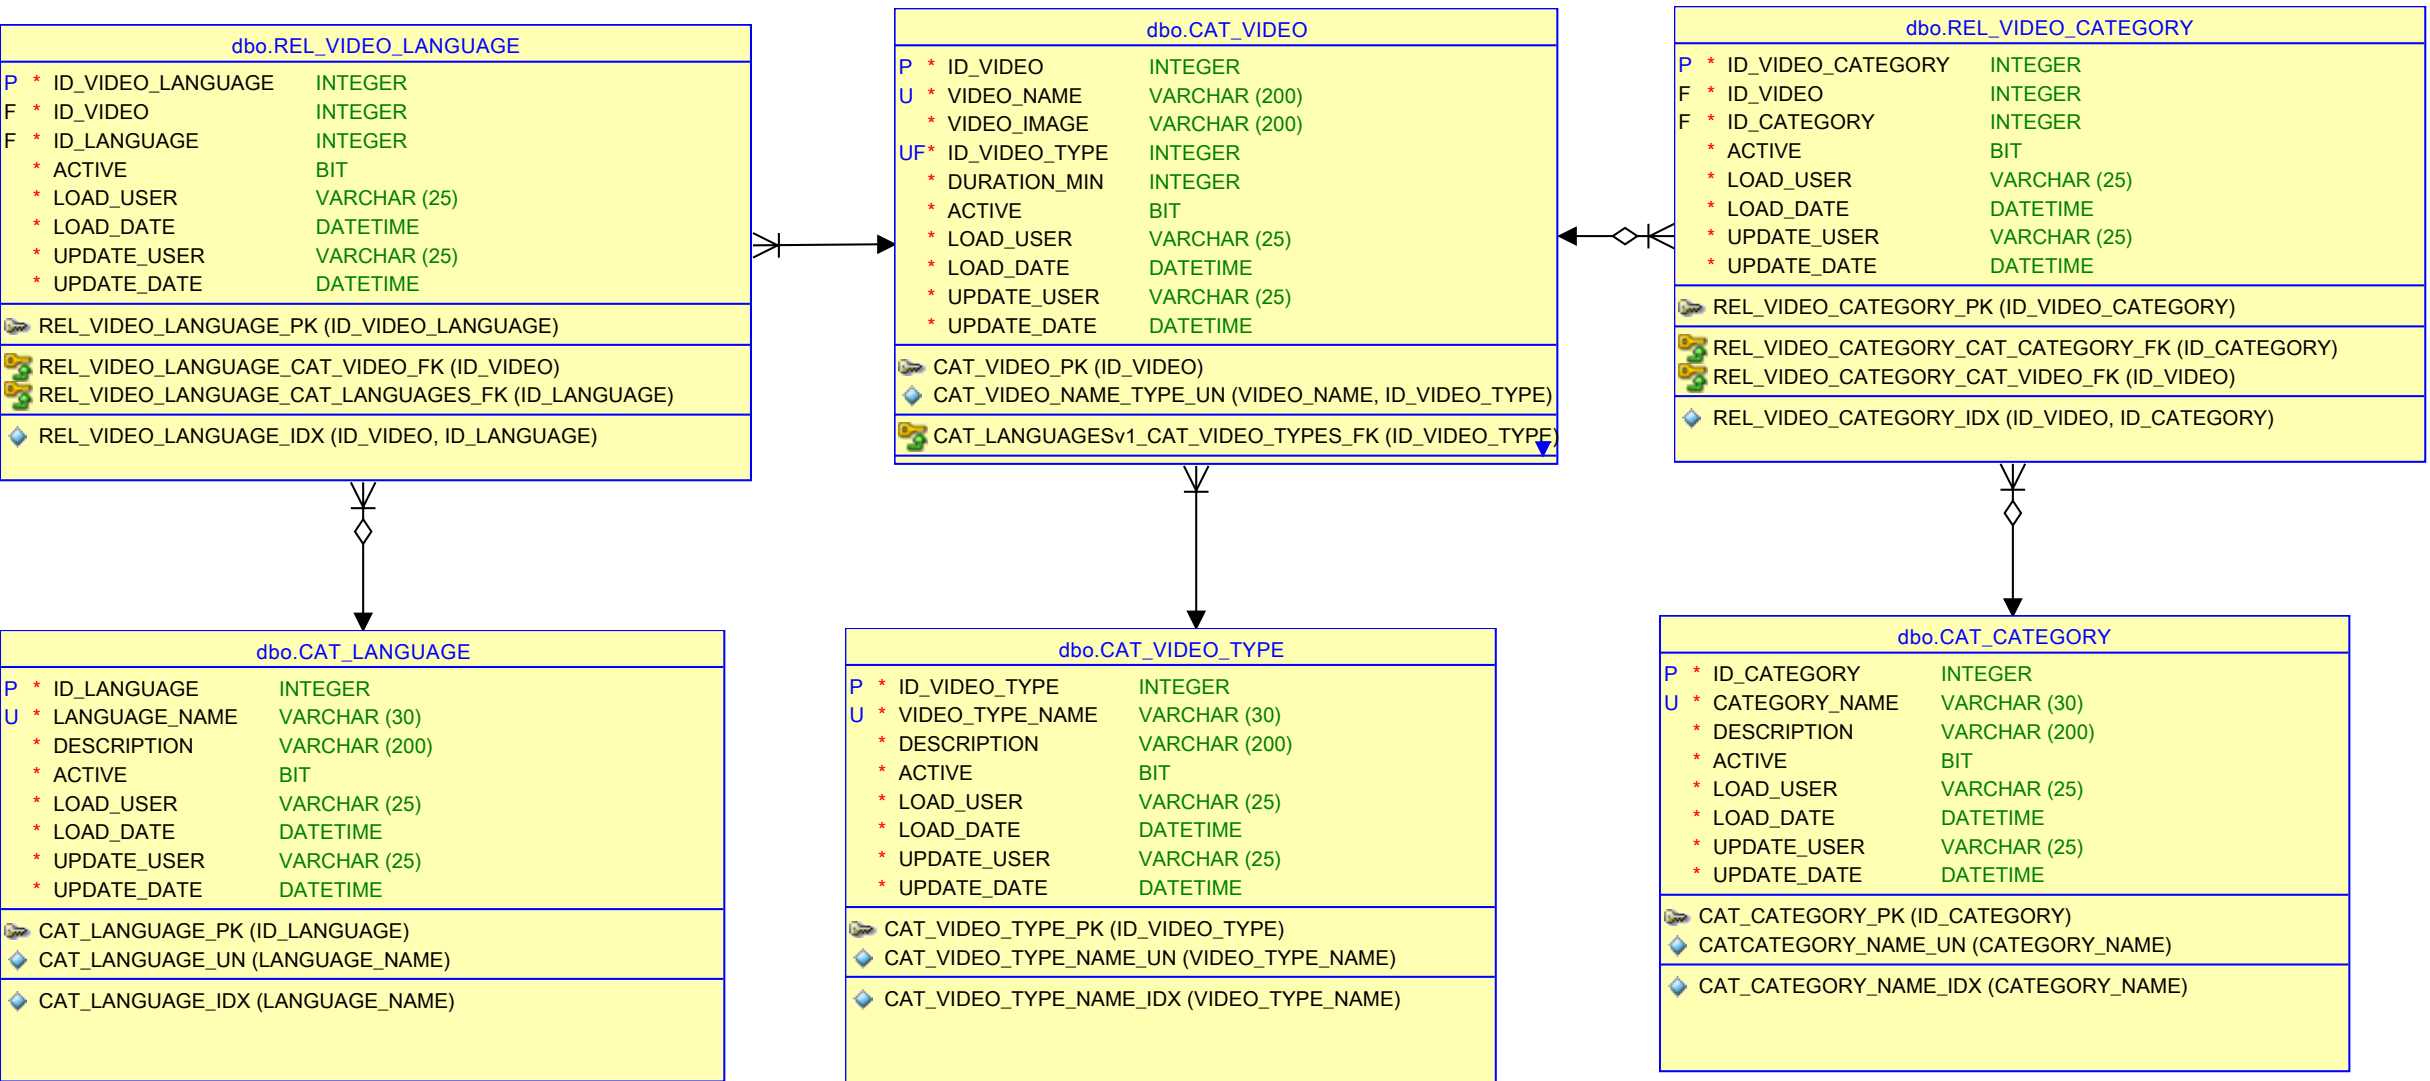 dbo.REL_VIDEO_LANGUAGE
P * ID_VIDEO_LANGUAGE INTEGER
F * ID_VIDEO INTEGER
F * ID_LANGUAGE INTEGER
* ACTIVE BIT
* LOAD_USER VARCHAR (25)
* LOAD_DATE DATETIME
* UPDATE_USER VARCHAR (25)
* UPDATE_DATE DATETIME
REL_VIDEO_LANGUAGE_PK (ID_VIDEO_LANGUAGE)
REL_VIDEO_LANGUAGE_CAT_VIDEO_FK (ID_VIDEO)
REL_VIDEO_LANGUAGE_CAT_LANGUAGES_FK (ID_LANGUAGE)
REL_VIDEO_LANGUAGE_IDX (ID_VIDEO, ID_LANGUAGE)
dbo.CAT_VIDEO
P * ID_VIDEO INTEGER
U * VIDEO_NAME VARCHAR (200)
* VIDEO_IMAGE VARCHAR (200)
UF* ID_VIDEO_TYPE INTEGER
* DURATION_MIN INTEGER
* ACTIVE BIT
* LOAD_USER VARCHAR (25)
* LOAD_DATE DATETIME
* UPDATE_USER VARCHAR (25)
* UPDATE_DATE DATETIME
CAT_VIDEO_PK (ID_VIDEO)
CAT_VIDEO_NAME_TYPE_UN (VIDEO_NAME, ID_VIDEO_TYPE)
CAT_LANGUAGESv1_CAT_VIDEO_TYPES_FK (ID_VIDEO_TYPE)
dbo.REL_VIDEO_CATEGORY
P * ID_VIDEO_CATEGORY INTEGER
F * ID_VIDEO INTEGER
F * ID_CATEGORY INTEGER
* ACTIVE BIT
* LOAD_USER VARCHAR (25)
* LOAD_DATE DATETIME
* UPDATE_USER VARCHAR (25)
* UPDATE_DATE DATETIME
REL_VIDEO_CATEGORY_PK (ID_VIDEO_CATEGORY)
REL_VIDEO_CATEGORY_CAT_CATEGORY_FK (ID_CATEGORY)
REL_VIDEO_CATEGORY_CAT_VIDEO_FK (ID_VIDEO)
REL_VIDEO_CATEGORY_IDX (ID_VIDEO, ID_CATEGORY)
dbo.CAT_LANGUAGE
P * ID_LANGUAGE INTEGER
U * LANGUAGE_NAME VARCHAR (30)
* DESCRIPTION VARCHAR (200)
* ACTIVE BIT
* LOAD_USER VARCHAR (25)
* LOAD_DATE DATETIME
* UPDATE_USER VARCHAR (25)
* UPDATE_DATE DATETIME
CAT_LANGUAGE_PK (ID_LANGUAGE)
CAT_LANGUAGE_UN (LANGUAGE_NAME)
CAT_LANGUAGE_IDX (LANGUAGE_NAME)
dbo.CAT_VIDEO_TYPE
P * ID_VIDEO_TYPE INTEGER
U * VIDEO_TYPE_NAME VARCHAR (30)
* DESCRIPTION VARCHAR (200)
* ACTIVE BIT
* LOAD_USER VARCHAR (25)
* LOAD_DATE DATETIME
* UPDATE_USER VARCHAR (25)
* UPDATE_DATE DATETIME
CAT_VIDEO_TYPE_PK (ID_VIDEO_TYPE)
CAT_VIDEO_TYPE_NAME_UN (VIDEO_TYPE_NAME)
CAT_VIDEO_TYPE_NAME_IDX (VIDEO_TYPE_NAME)
dbo.CAT_CATEGORY
P * ID_CATEGORY INTEGER
U * CATEGORY_NAME VARCHAR (30)
* DESCRIPTION VARCHAR (200)
* ACTIVE BIT
* LOAD_USER VARCHAR (25)
* LOAD_DATE DATETIME
* UPDATE_USER VARCHAR (25)
* UPDATE_DATE DATETIME
CAT_CATEGORY_PK (ID_CATEGORY)
CATCATEGORY_NAME_UN (CATEGORY_NAME)
CAT_CATEGORY_NAME_IDX (CATEGORY_NAME)